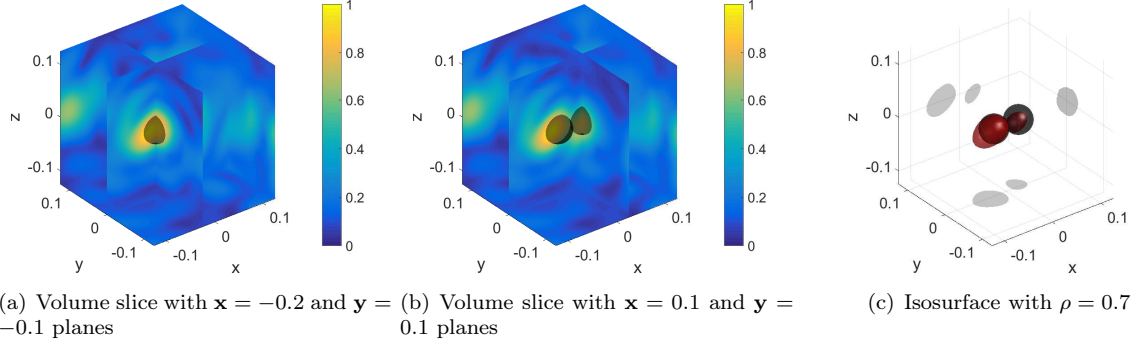 1
0.8
0.6
0.4
0.2
0
0.1
0
-0.1
z
0.1
0
-0.1
y
-0.1
0
0.1
x
1
0.8
0.6
0.4
0.2
0
0.1
0
-0.1
z
0.1
0
-0.1
y
-0.1
0
0.1
x
0.1
0
-0.1
z
0.1
0
-0.1
y
-0.1
0
0.1
x
(a) Volume slice with x = −0.2 and y =
−0.1 planes
(b) Volume slice with x = 0.1 and y =
0.1 planes
(c) Isosurface with ρ = 0.7